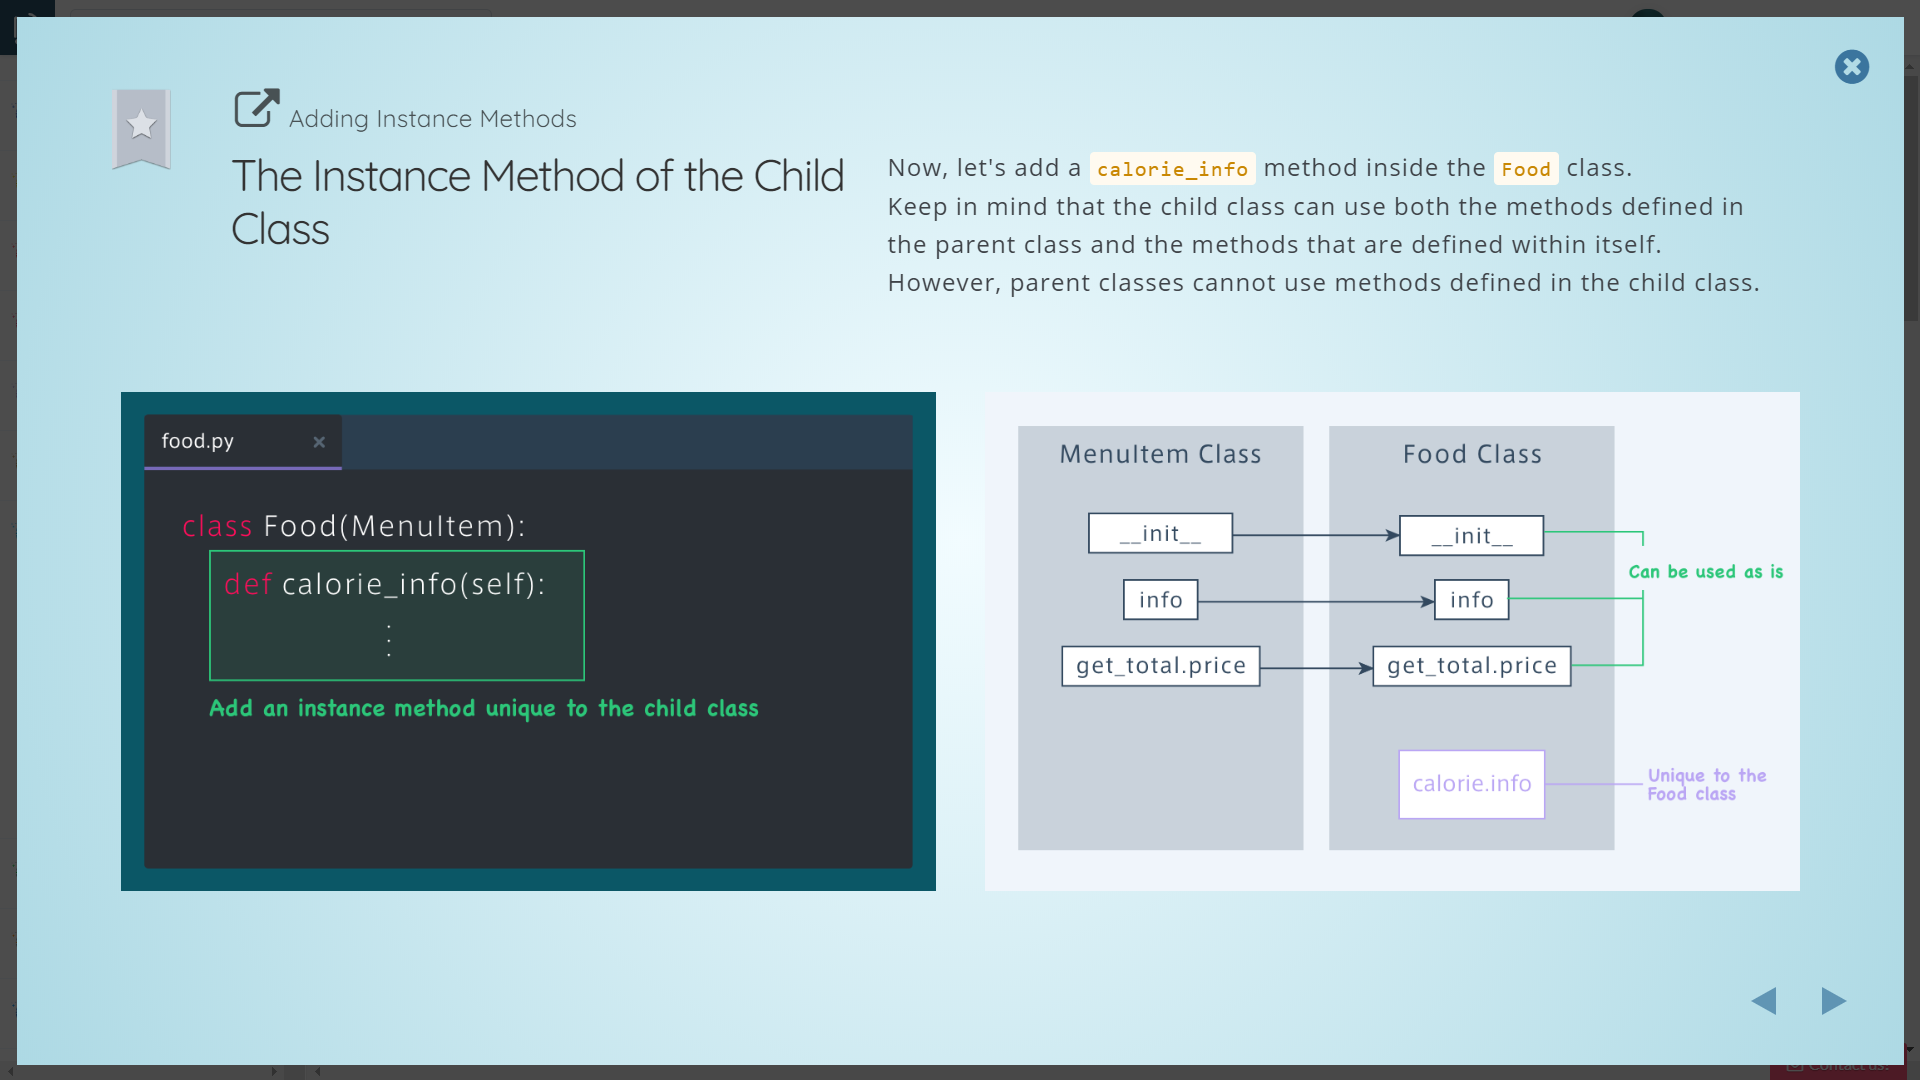 Adding Instance Methods
The Instance Method of the Child
Class
Now, let's add a calorie_info method inside the Food class.
Keep in mind that the child class can use both the methods defined in
the parent class and the methods that are defined within itself.
However, parent classes cannot use methods defined in the child class.
food.py
class Food(MenuItem):
def calorie_info(self):
Add an instance method unique to the child class
MenuItem Class
Food Class
__init__
__init__
Can be used as is
info
info
get_total.price
get_total.price
calorie.info
Unique to the
Food class
Contact us!